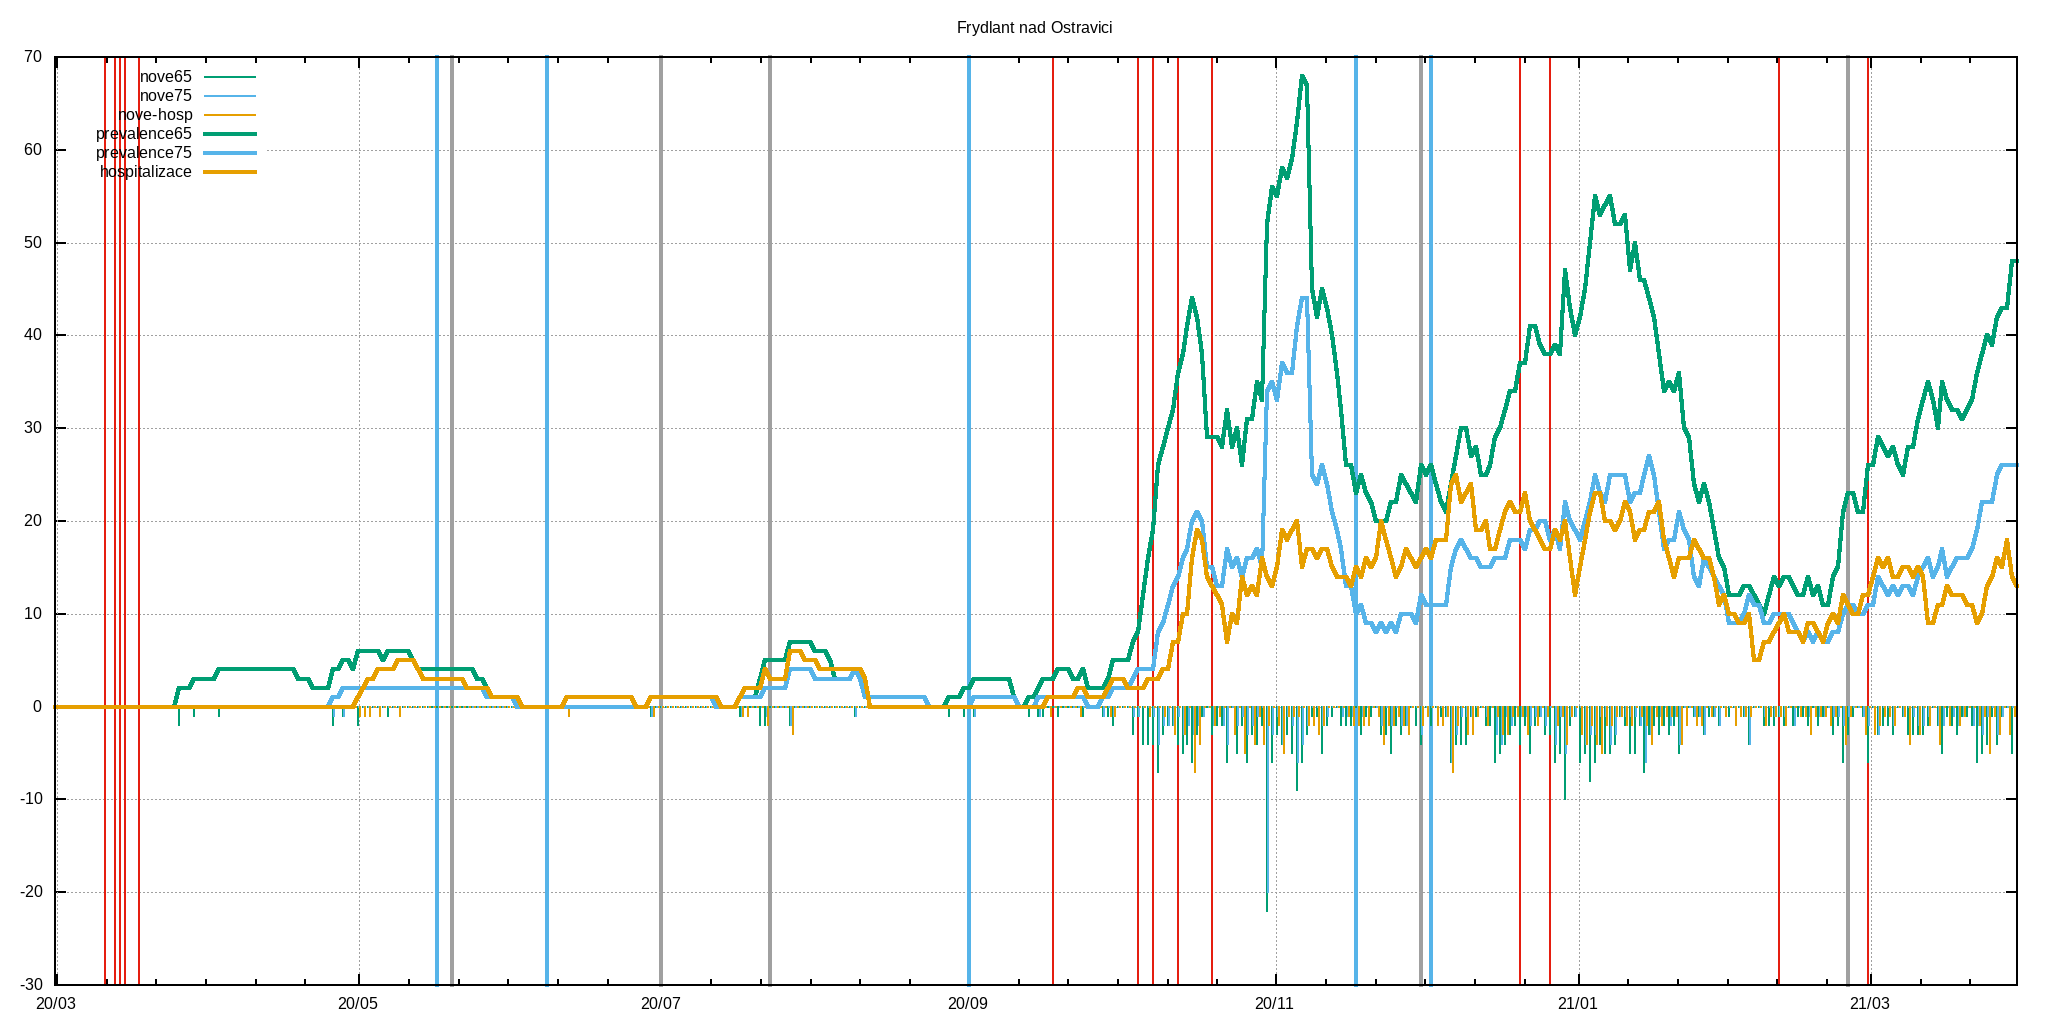 Frydlant nad Ostravici
70
60
50
40
30
20
10
0
-10
-20
-30
nove65
nove75
nove-hosp
prevalence65
prevalence75
hospitalizace
20/03 20/05 20/07 20/09 20/11 21/01 21/03